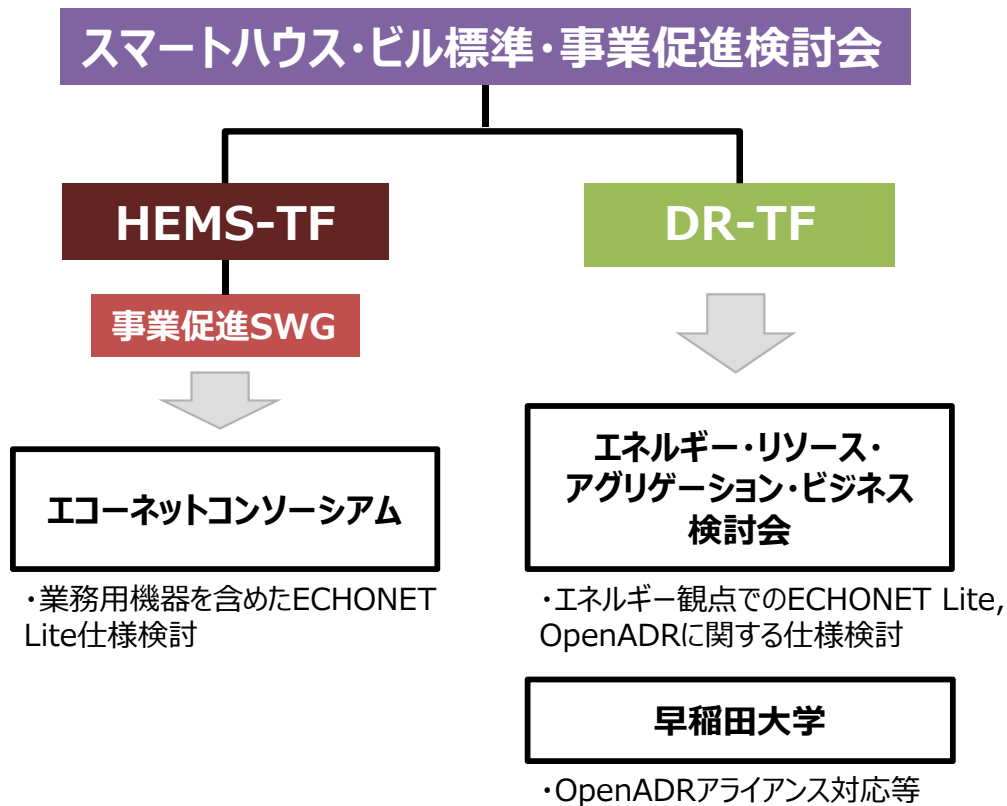 スマートハウス・ビル標準・事業促進検討会
HEMS-TF
DR-TF
事業促進SWG
エコーネットコンソーシアム
・業務用機器を含めたECHONET
Lite仕様検討
エネルギー・リソース・
アグリゲーション・ビジネス
検討会
・エネルギー観点でのECHONET Lite,
OpenADRに関する仕様検討
早稲田大学
・OpenADRアライアンス対応等